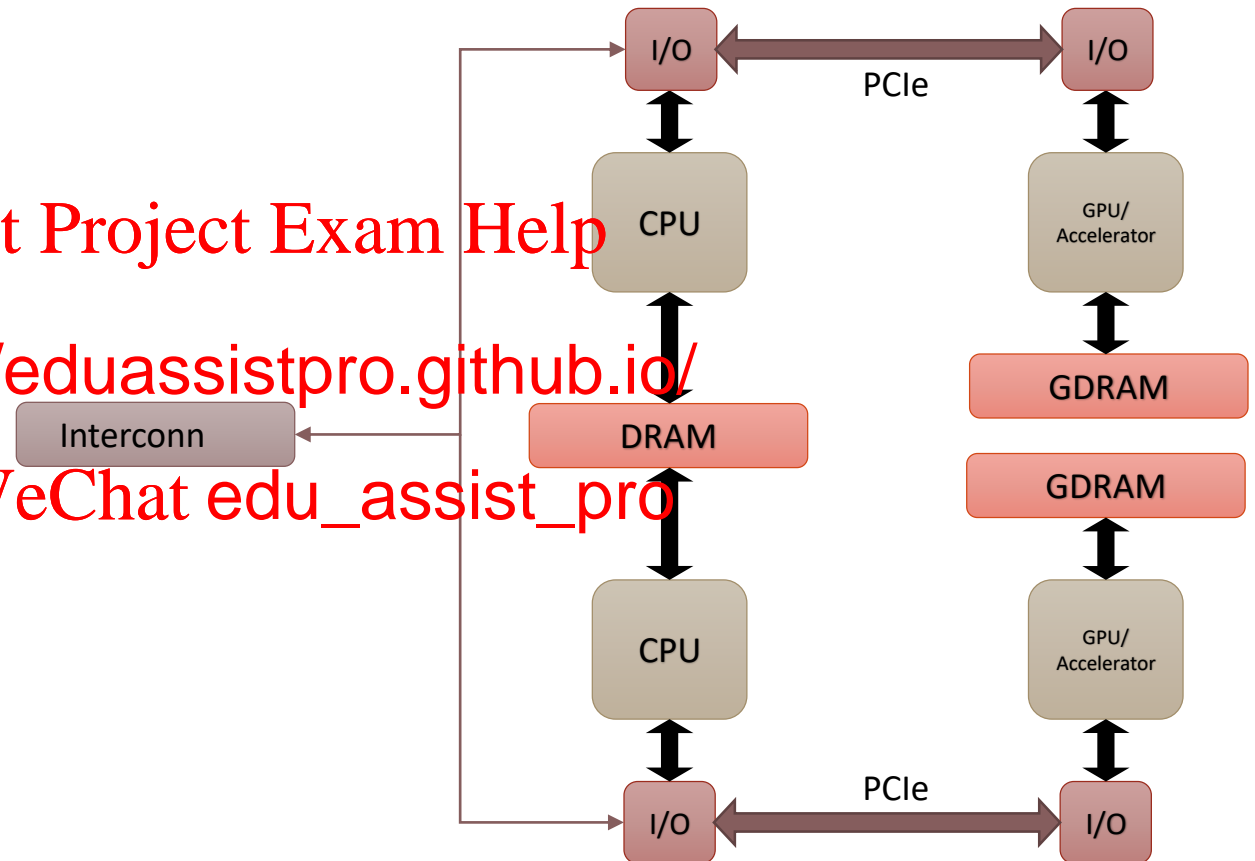 I/O
I/O
PCIe
t Project Exam Help
CPU
GPU/
Accelerator
/eduassistpro.github.io/
GDRAM
Interconn
DRAM
GDRAM
WeChat edu_assist_pro
CPU
GPU/
Accelerator
PCIe
I/O
I/O